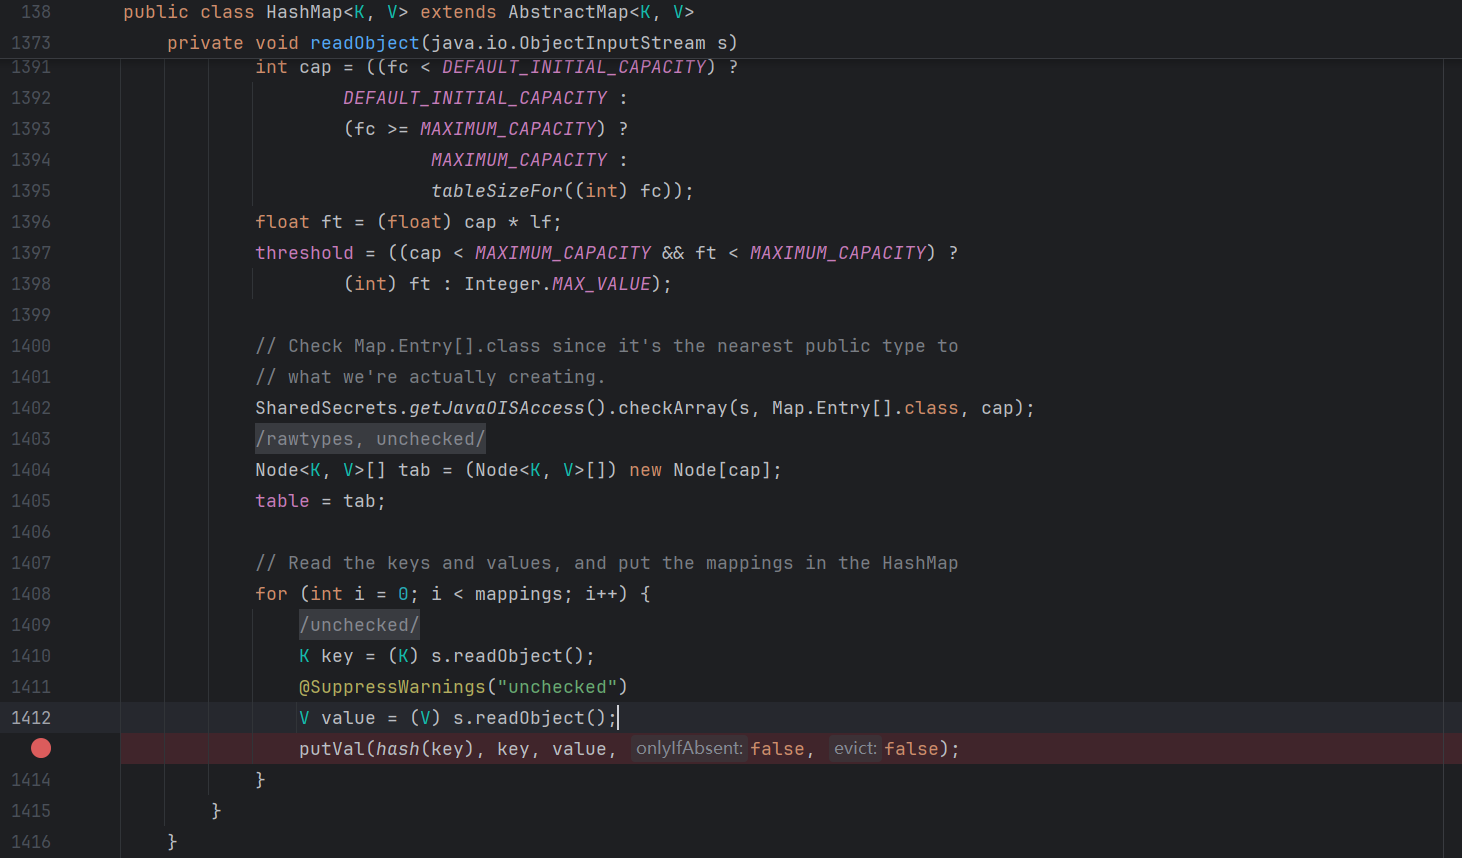 138 public class HashMap<K, V> extends AbstractMap<K, V>
1373 private void readObject(java.io.ObjectInputStream s)
1391 int cap = ((fc < DEFAULT_INITIAL_CAPACITY) ?
1392 DEFAULT_INITIAL_CAPACITY :
1393 (fc >= MAXIMUM_CAPACITY) ?
1394 MAXIMUM_CAPACITY :
1395 tableSizeFor((int) fc));
1396 float ft = (float) cap * lf;
1397 threshold = ((cap < MAXIMUM_CAPACITY && ft < MAXIMUM_CAPACITY) ?
1398 (int) ft : Integer.MAX_VALUE);
1399
1400 // Check Map.Entry[].class since it's the nearest public type to
1401 // what we're actually creating.
1402 SharedSecrets.getJavaOISAccess().checkArray(s, Map.Entry[].class, cap);
1403 /rawtypes, unchecked/
1404 Node<K, V>[] tab = (Node<K, V>[]) new Node[cap];
1405 table = tab;
1406
1407 // Read the keys and values, and put the mappings in the HashMap
1408 for (int i = 0; i < mappings; i++) {
1409 /unchecked/
1410 K key = (K) s.readObject();
1411 @SuppressWarnings("unchecked")
1412 V value = (V) s.readObject();
putVal(hash(key), key, value, onlyIfAbsent: false, evict: false);
1414 }
1415 }
1416 }